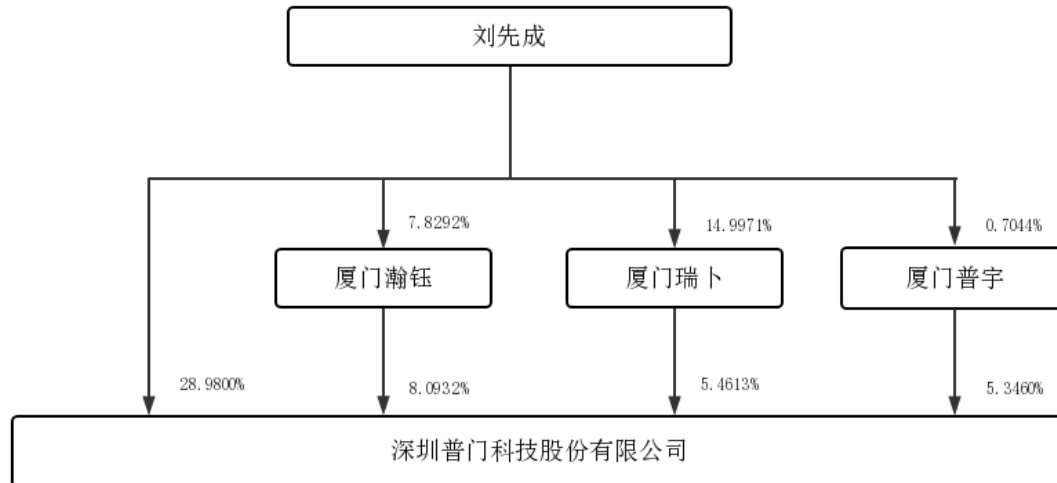 刘先成
7.8292%
14.9971%
0.7044%
厦门瀚钰
厦门瑞卜
厦门普宇
28.9800%
8.0932%
5.4613%
5.3460%
深圳普门科技股份有限公司